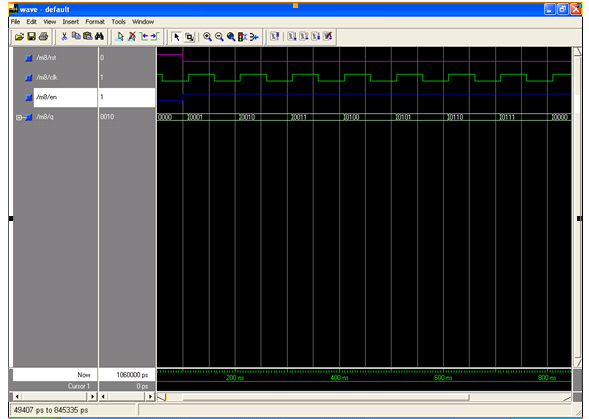 wave - default
File Edit View Insert Format Tools Window
/m8/rst 0
/m8/clk 1
/m8/en 1
/m8/q 0010 0000 0001 0010 0011 0100 0101 0110 0111 0000
Now 1060000 ps 200 ns 400 ns 600 ns 800 ns
Cursor 1 0 ps
49407 ps to 845335 ps